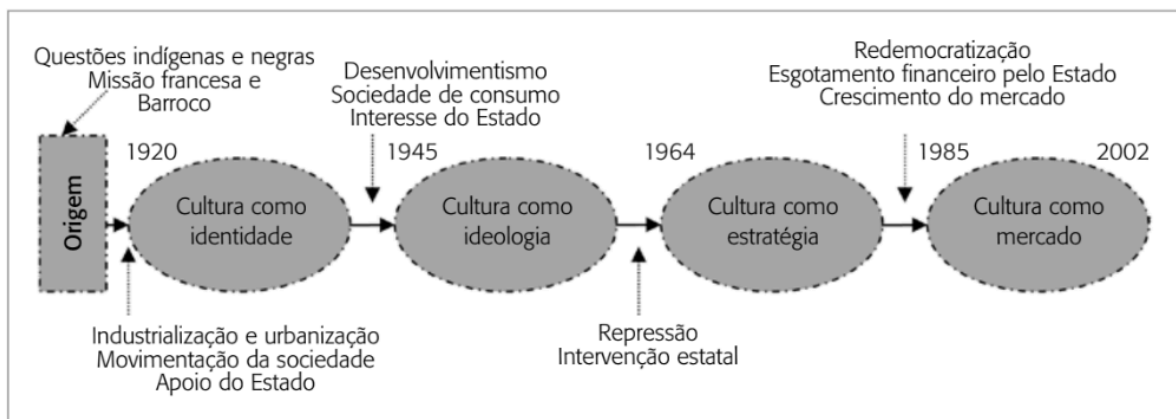 Questões indígenas e negras
Missão francesa e
Barroco
Desenvolvimentismo
Sociedade de consumo
Interesse do Estado
Redemocratização
Esgotamento financeiro pelo Estado
Crescimento do mercado
1920
1945
1964
1985
2002
Origem
Cultura como
identidade
Cultura como
ideologia
Cultura como
estratégia
Cultura como
mercado
Industrialização e urbanização
Movimentação da sociedade
Apoio do Estado
Repressão
Intervenção estatal